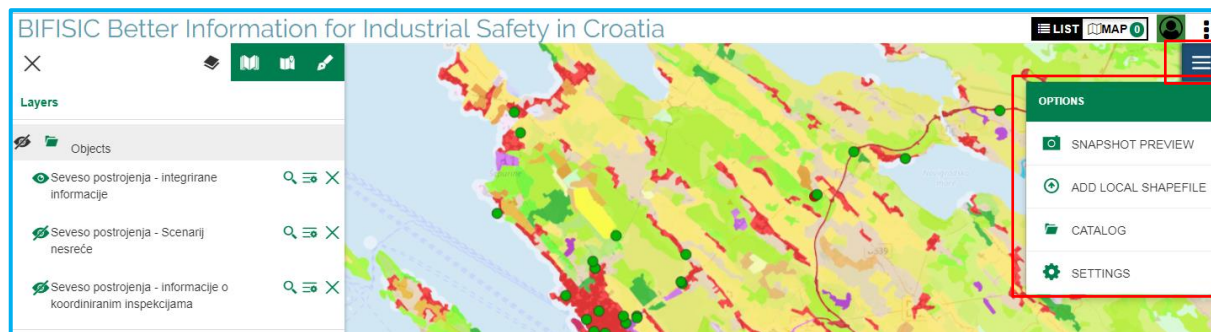 BIFISIC Better Information for Industrial Safety in Croatia
LIST MAP 0
Layers
Objects
Seveso postrojenja - integrirane
informacije
Seveso postrojenja - Scenarij
nesreće
Seveso postrojenja - informacije o
koordiniranim inspekcijama
OPTIONS
SNAPSHOT PREVIEW
ADD LOCAL SHAPEFILE
CATALOG
SETTINGS